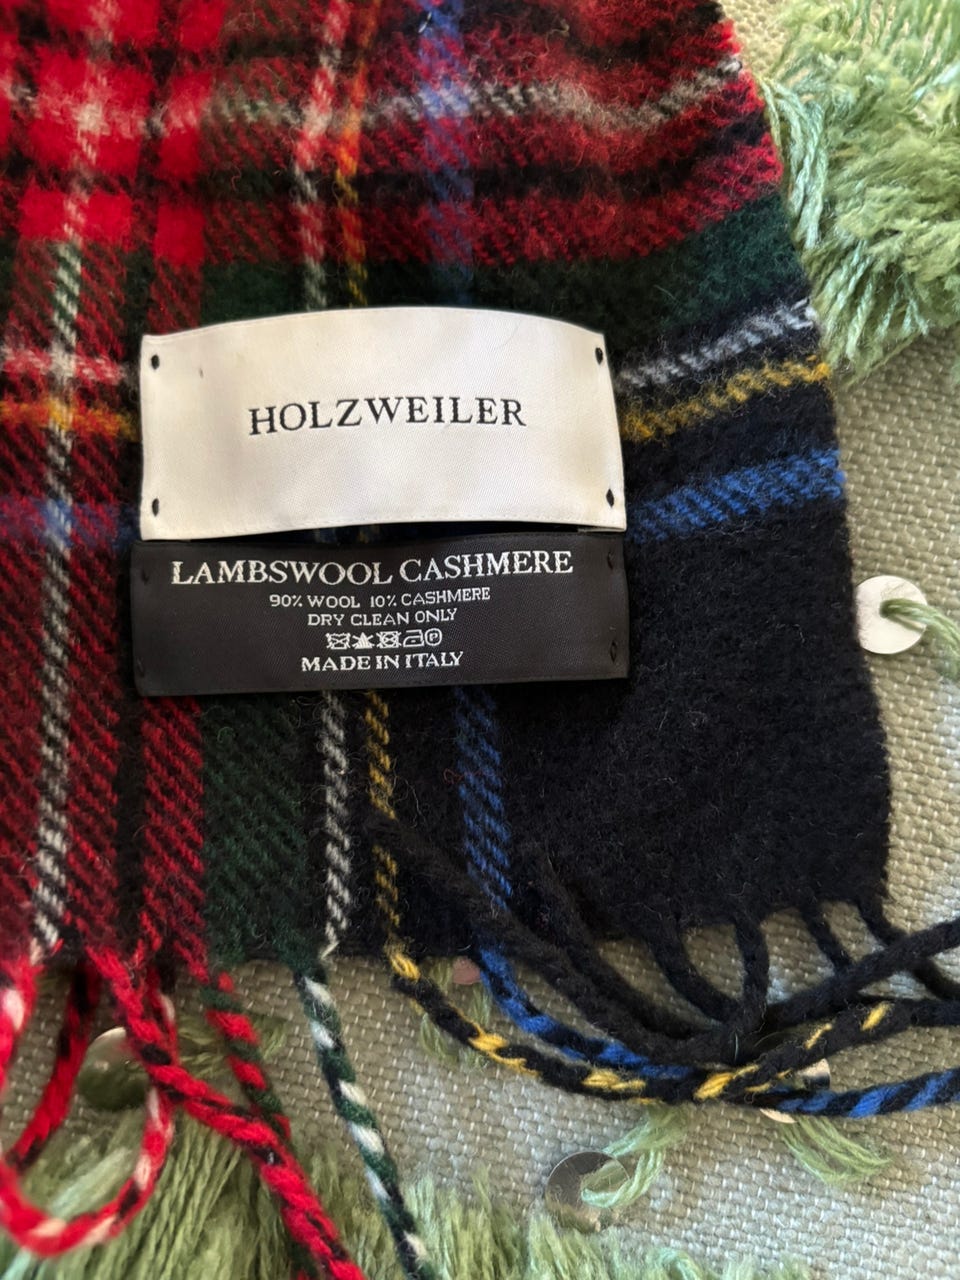 HOLZWEILER
LAMBSWOOL CASHMERE
90% WOOL 10% CASHMERE
DRY CLEAN ONLY
P
MADE IN ITALY